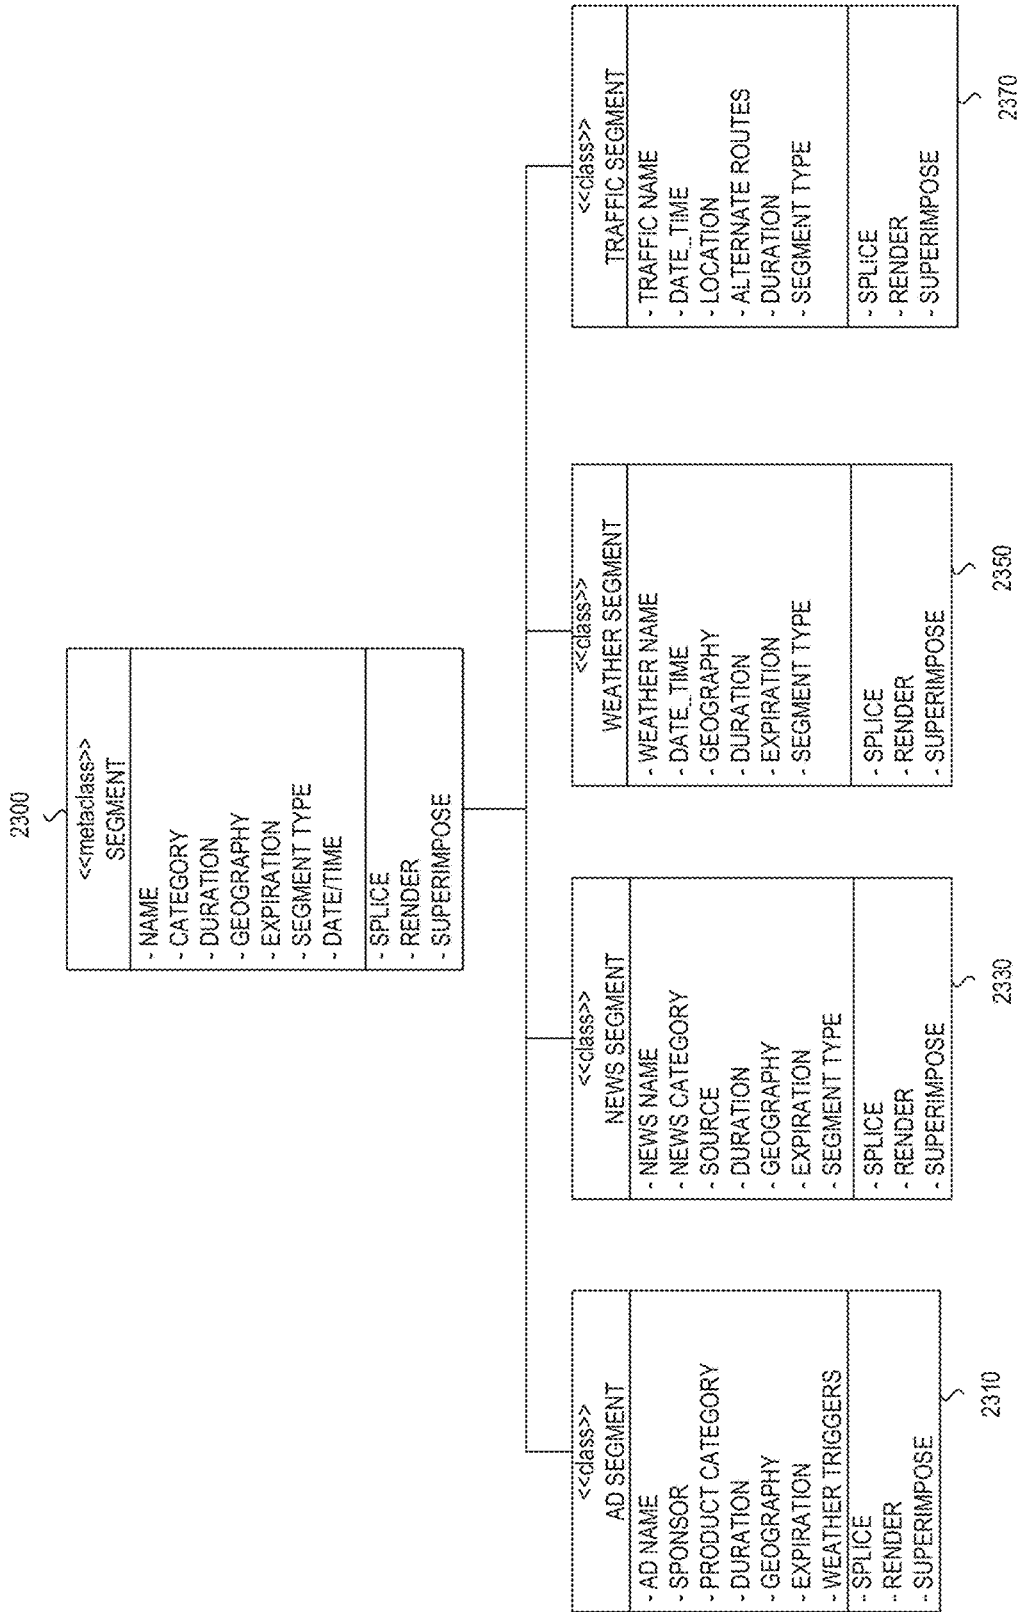 2300
<<metaclass>>
SEGMENT
- NAME
- CATEGORY
- DURATION
- GEOGRAPHY
- EXPIRATION
- SEGMENT TYPE
- DATE/TIME
- SPLICE
- RENDER
- SUPERIMPOSE
<<class>>
AD SEGMENT
- AD NAME
- SPONSOR
- PRODUCT CATEGORY
- DURATION
- GEOGRAPHY
- EXPIRATION
- WEATHER TRIGGERS
- SPLICE
- RENDER
- SUPERIMPOSE
2310
<<class>>
NEWS SEGMENT
- NEWS NAME
- NEWS CATEGORY
- SOURCE
- DURATION
- GEOGRAPHY
- EXPIRATION
- SEGMENT TYPE
- SPLICE
- RENDER
- SUPERIMPOSE
2330
<<class>>
WEATHER SEGMENT
- WEATHER NAME
- DATE_TIME
- GEOGRAPHY
- DURATION
- EXPIRATION
- SEGMENT TYPE
- SPLICE
- RENDER
- SUPERIMPOSE
2350
<<class>>
TRAFFIC SEGMENT
- TRAFFIC NAME
- DATE_TIME
- LOCATION
- ALTERNATE ROUTES
- DURATION
- SEGMENT TYPE
- SPLICE
- RENDER
- SUPERIMPOSE
2370